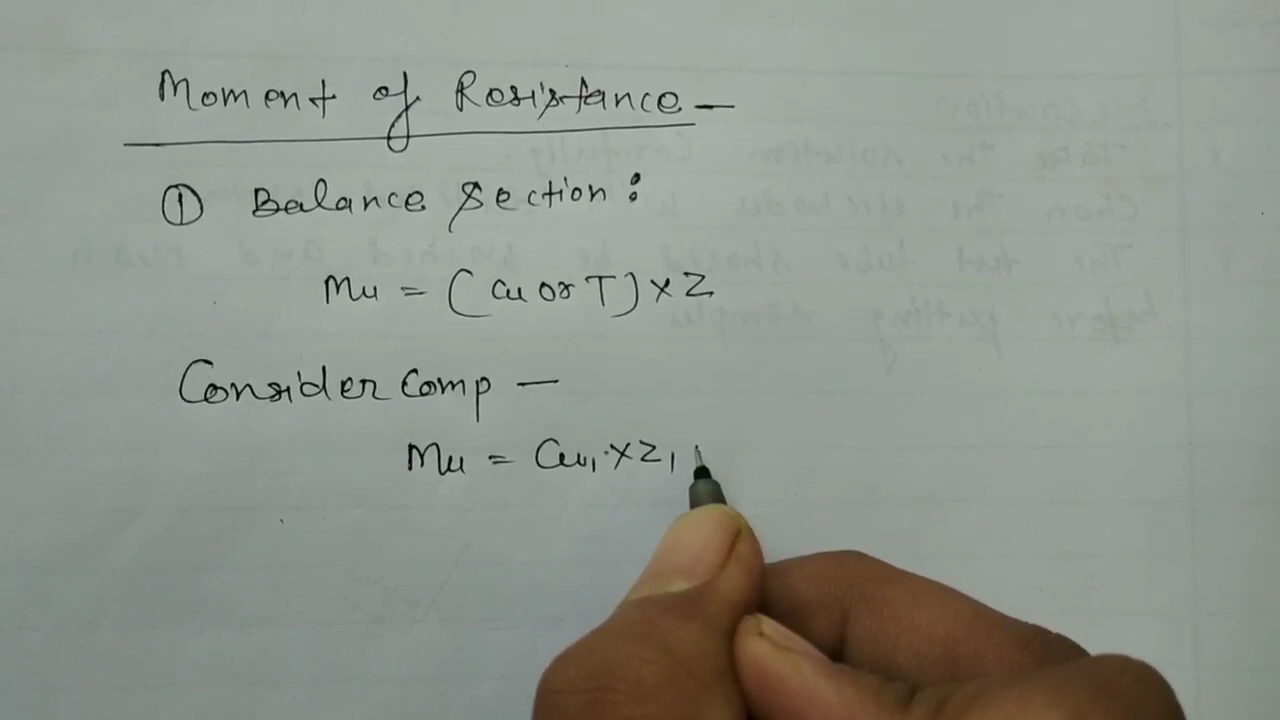 Moment of Resistance —
① Balance Section :
Mu = (Cu or T) × Z
Consider Comp —
Mu = Cu1 . × Z1